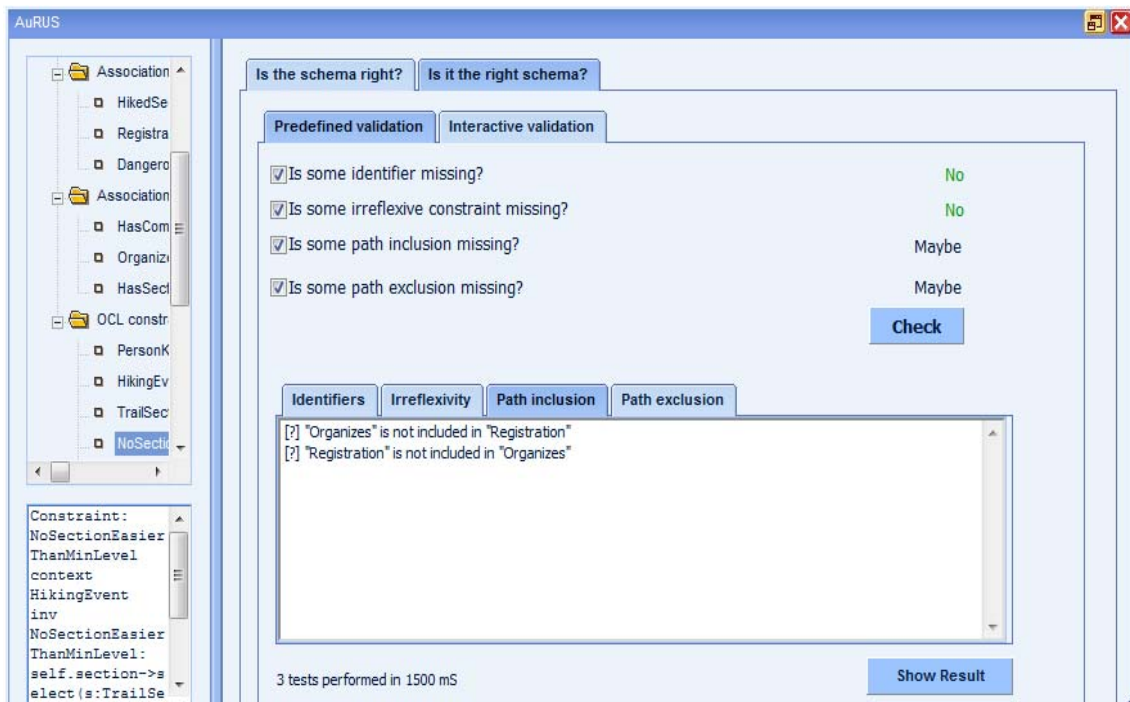 AuRUS
Association
HikedSe
Registra
Dangero
Association
HasCom
Organiz
HasSect
OCL constr
PersonK
HikingEv
TrailSec
NoSectio
Constraint:
NoSectionEasier
ThanMinLevel
context
HikingEvent
inv
NoSectionEasier
ThanMinLevel:
self.section->s
elect(s:TrailSe
Is the schema right? Is it the right schema?
Predefined validation Interactive validation
Is some identifier missing? No
Is some irreflexive constraint missing? No
Is some path inclusion missing? Maybe
Is some path exclusion missing? Maybe
Check
Identifiers Irreflexivity Path inclusion Path exclusion
[?] "Organizes" is not included in "Registration"
[?] "Registration" is not included in "Organizes"
3 tests performed in 1500 mS
Show Result